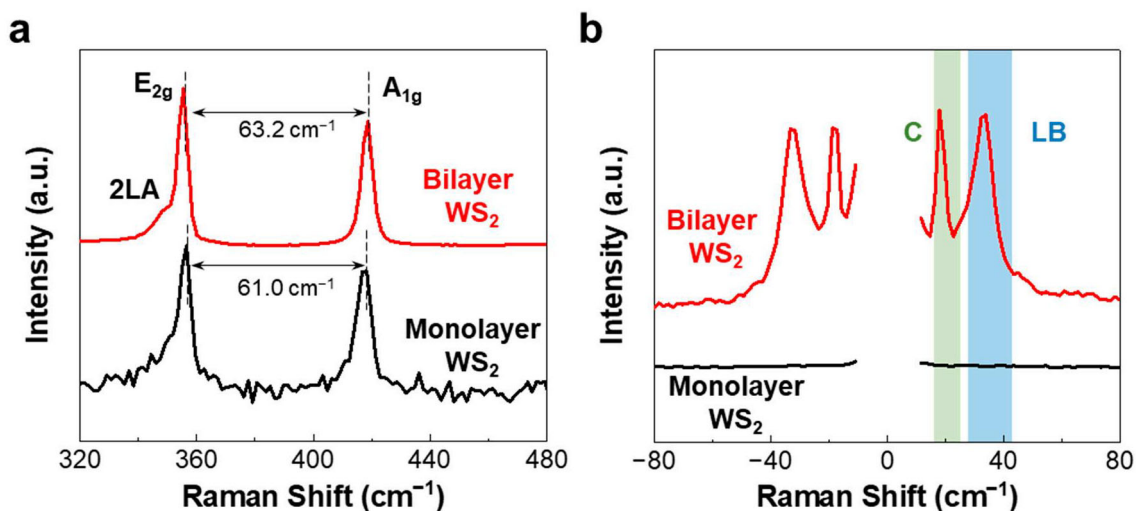 a
E₂g
A₁g
63.2 cm⁻¹
2LA
Bilayer
WS₂
61.0 cm⁻¹
Monolayer
WS₂
Intensity (a.u.)
320 360 400 440 480
Raman Shift (cm⁻¹)
b
C
LB
Bilayer
WS₂
Monolayer
WS₂
Intensity (a.u.)
−80 −40 0 40 80
Raman Shift (cm⁻¹)